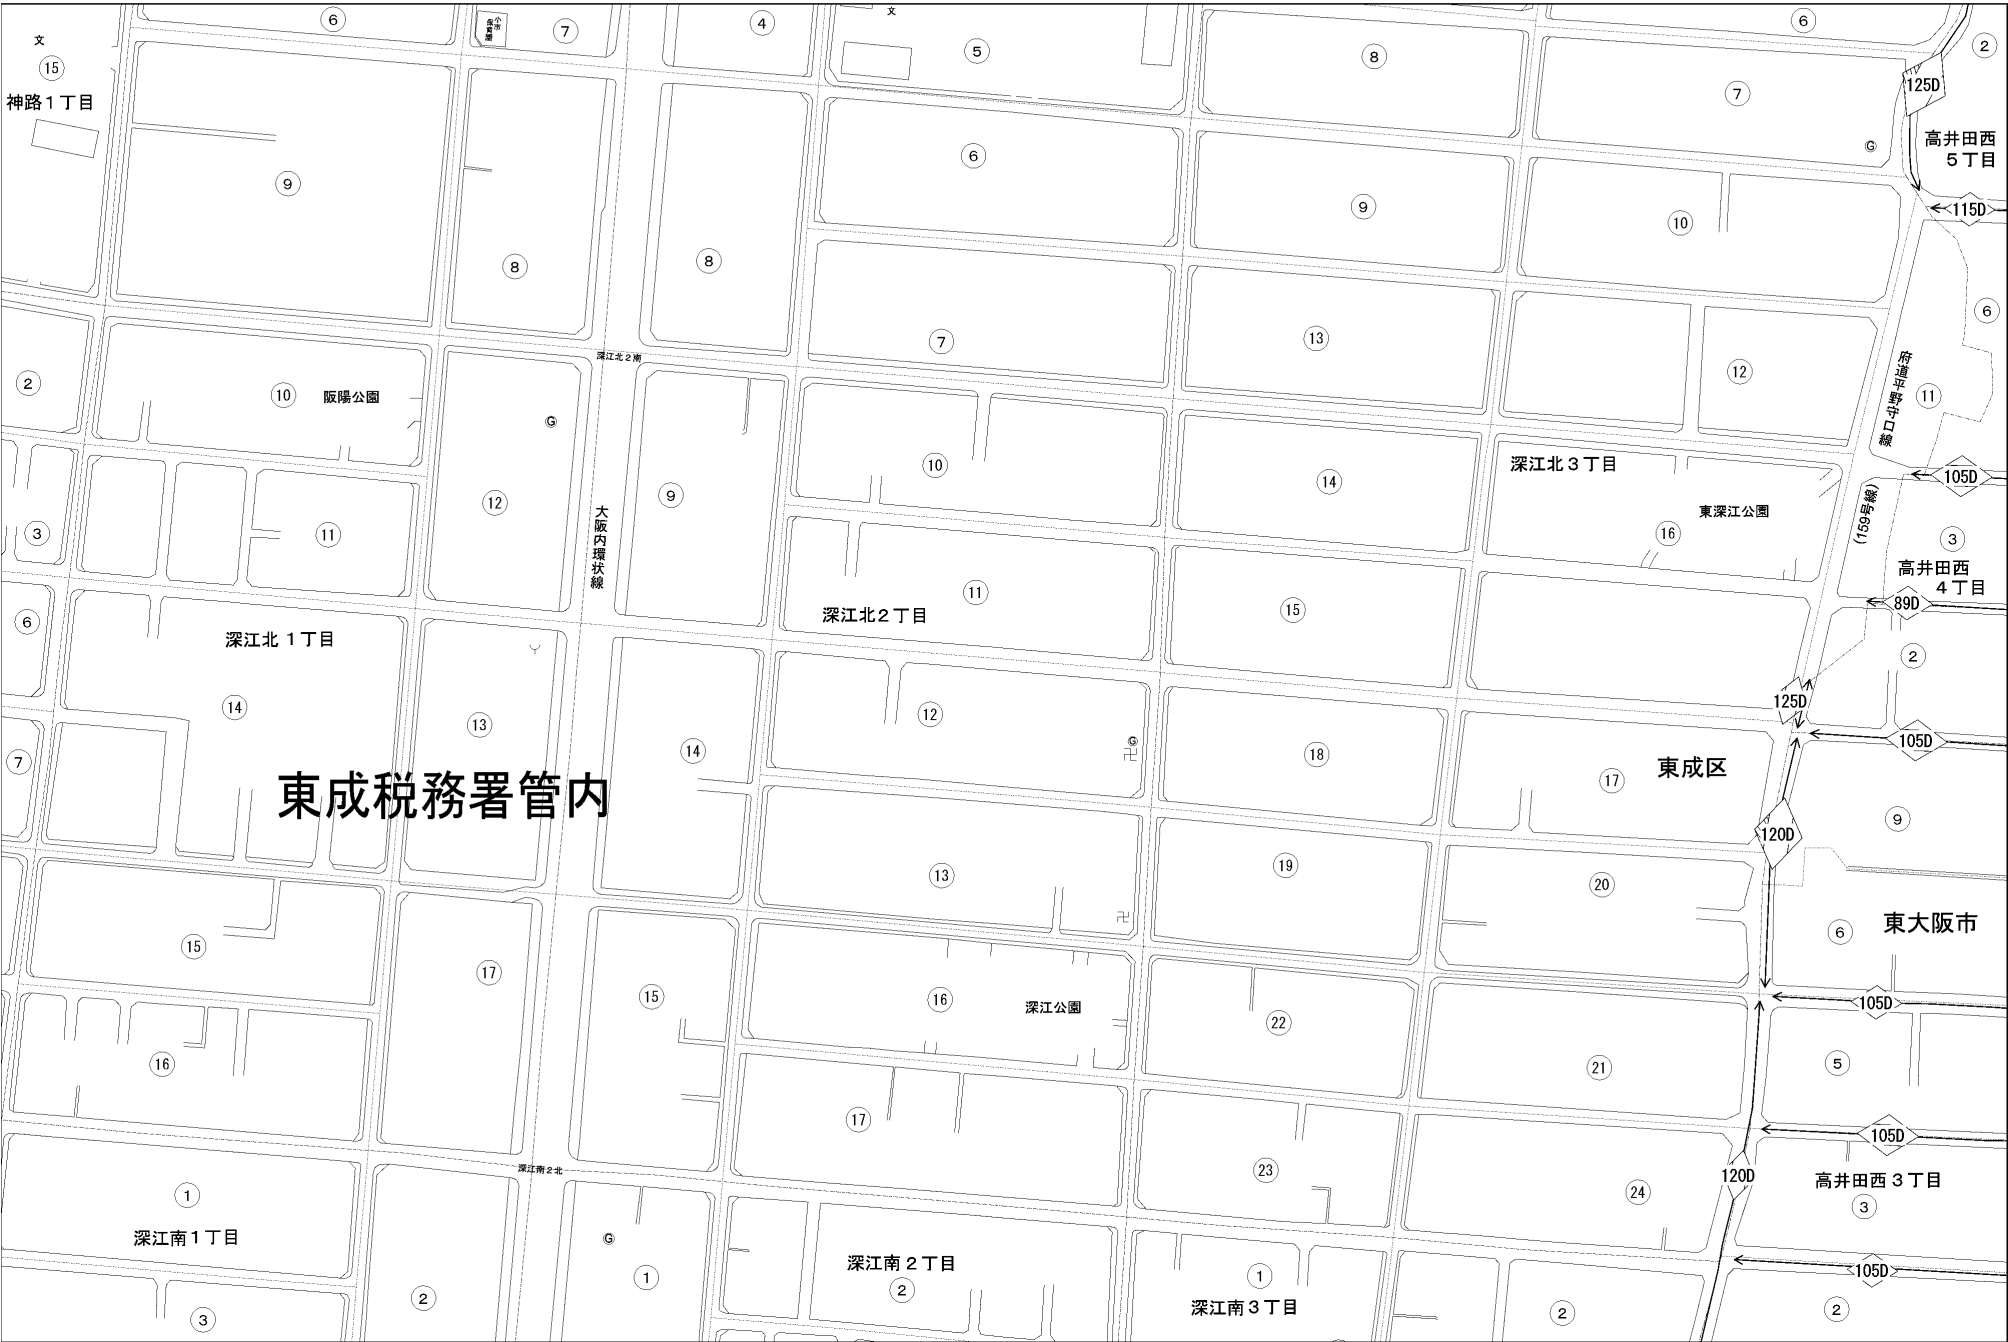 ⑥
小市
保育園
⑦
④
⑤
文
⑧
⑥
②
文
⑮
神路1丁目
125D
⑦
高井田西
5丁目
Ⓖ
⑨
⑥
⑨
⑩
115D
⑧
⑧
⑦
⑬
⑥
深江北2南
②
⑩
阪陽公園
Ⓖ
⑫
府道平野守口線
⑪
⑩
深江北3丁目
105D
⑭
⑫
⑨
③
⑪
大阪内環状線
東深江公園
⑯
(159号線)
③
高井田西
4丁目
⑪
⑮
89D
深江北2丁目
⑥
深江北1丁目
②
⑭
⑬
⑫
125D
105D
⑭
Ⓖ
卍
⑱
⑰
東成区
⑦
東成税務署管内
120D
⑨
⑬
⑲
⑳
卍
東大阪市
⑥
⑮
⑰
⑮
⑯
深江公園
㉒
105D
⑯
㉑
⑤
⑰
105D
深江南2北
㉓
120D
高井田西3丁目
①
㉔
③
深江南1丁目
Ⓖ
深江南2丁目
①
②
①
深江南3丁目
105D
③
②
②
②